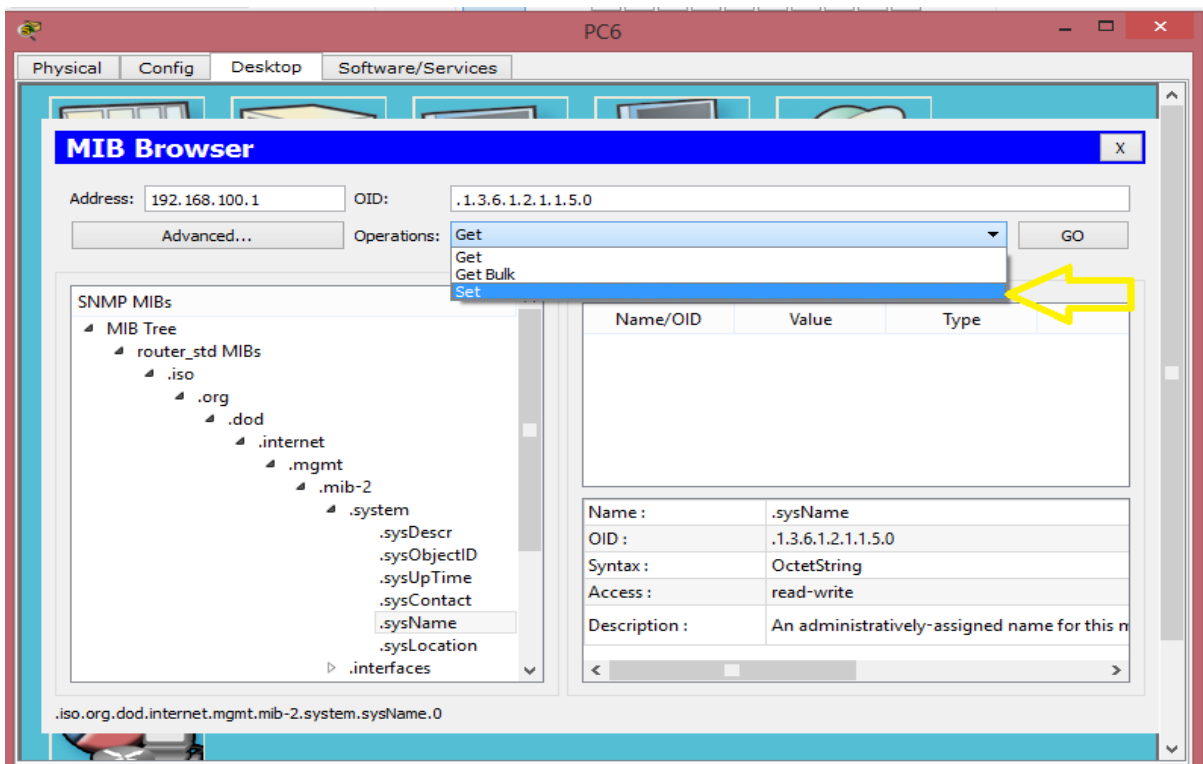 PC6
Physical Config Desktop Software/Services
MIB Browser
X
Address: 192.168.100.1 OID: .1.3.6.1.2.1.1.5.0
Advanced... Operations: Get GO
Get
Get Bulk
Set
SNMP MIBs
MIB Tree
router_std MIBs
.iso
.org
.dod
.internet
.mgmt
.mib-2
.system
.sysDescr
.sysObjectID
.sysUpTime
.sysContact
.sysName
.sysLocation
.interfaces
Name/OID Value Type
Name : .sysName
OID : .1.3.6.1.2.1.1.5.0
Syntax : OctetString
Access : read-write
Description : An administratively-assigned name for this
.iso.org.dod.internet.mgmt.mib-2.system.sysName.0